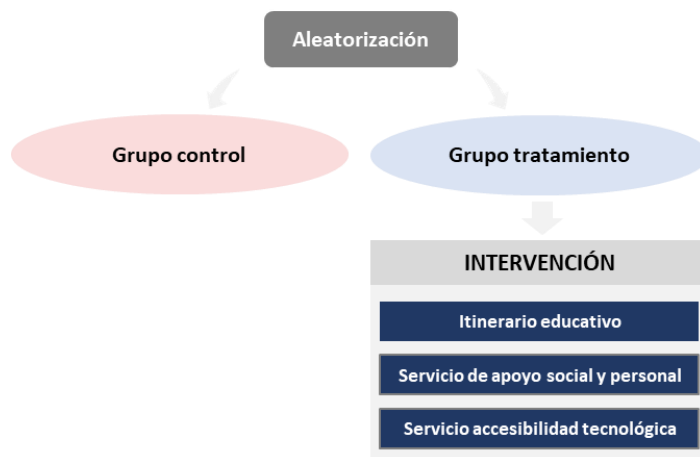 Aleatorización
Grupo control
Grupo tratamiento
INTERVENCIÓN
Itinerario educativo
Servicio de apoyo social y personal
Servicio accesibilidad tecnológica